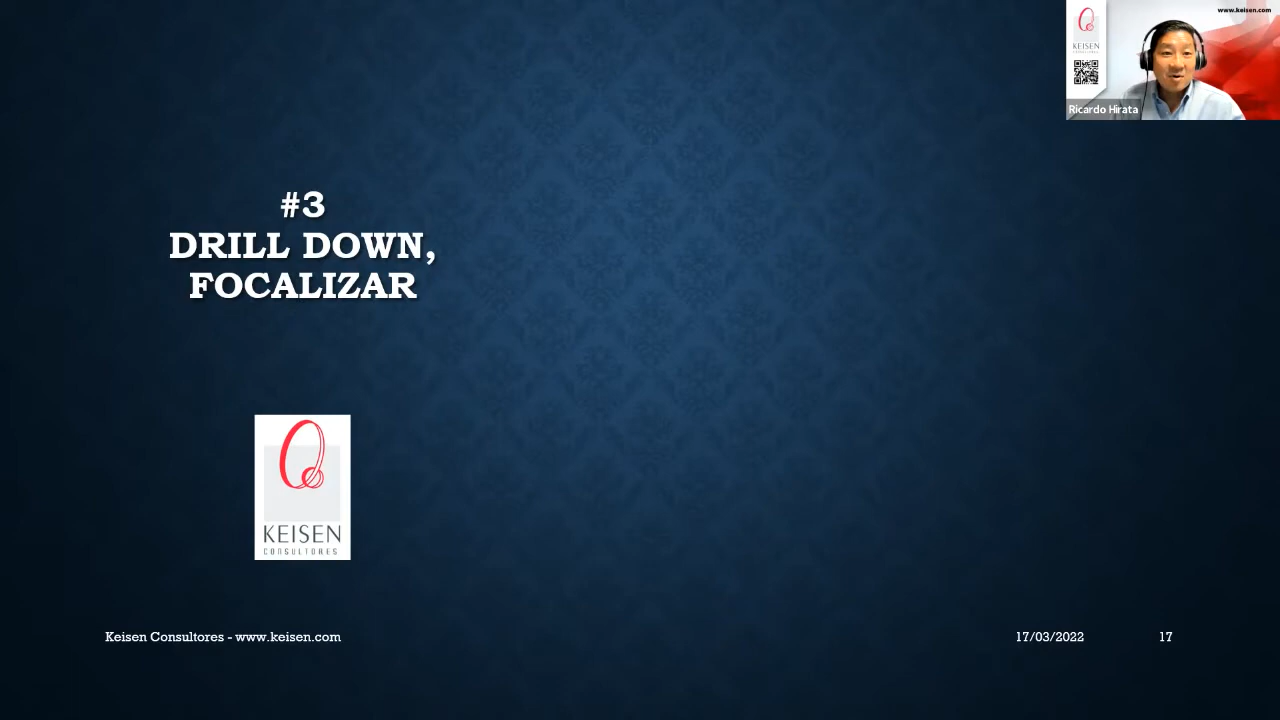 www.keisen.com
KEISEN
CONSULTORES
Ricardo Hirata
#3
DRILL DOWN,
FOCALIZAR
KEISEN
CONSULTORES
Keisen Consultores - www.keisen.com
17/03/2022
17